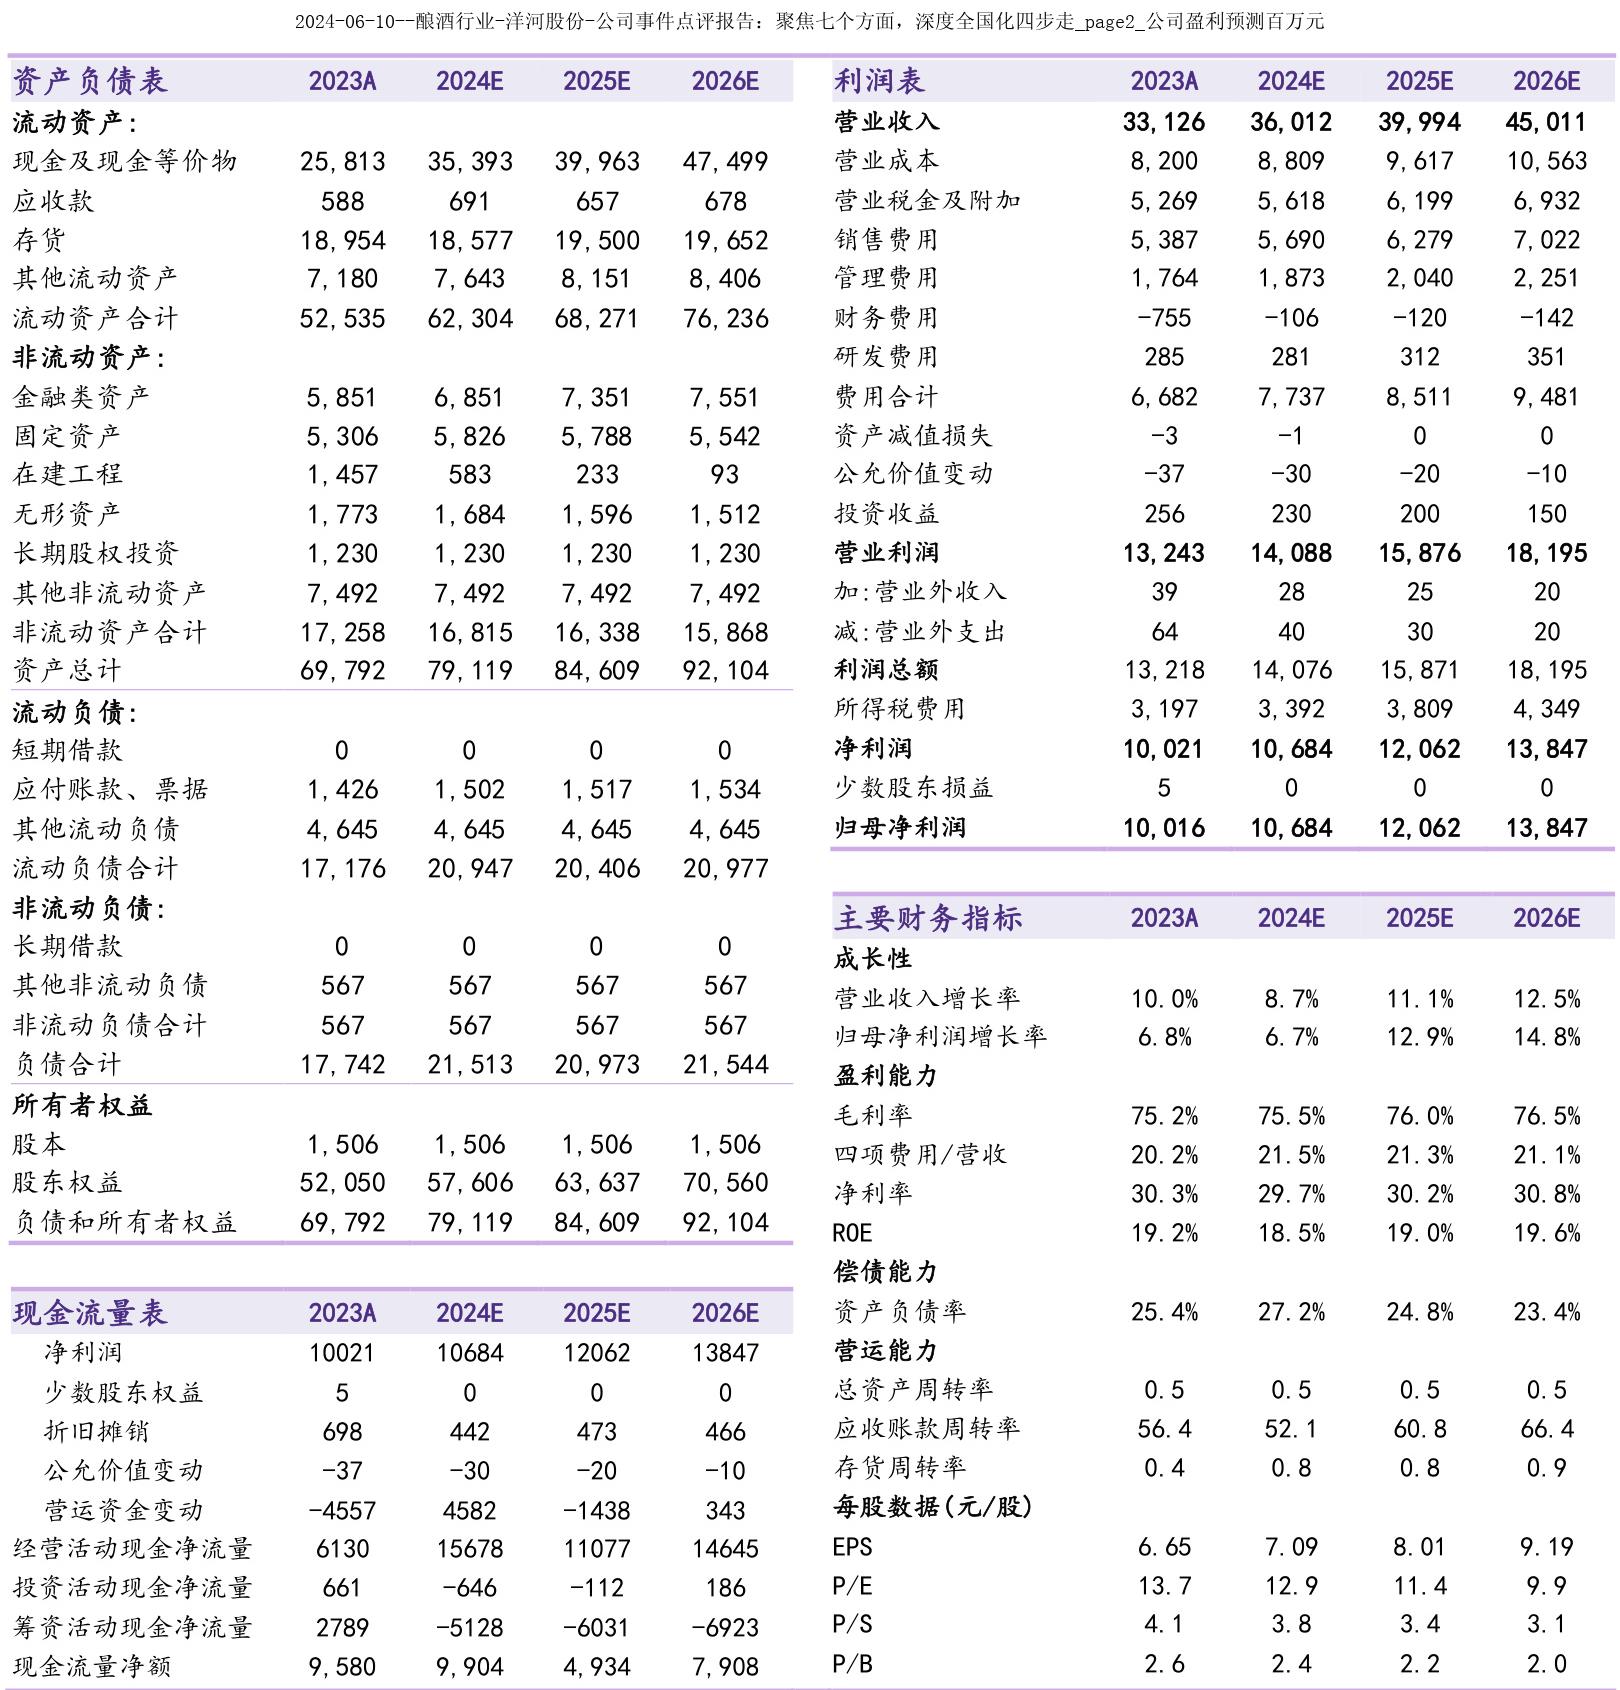 2024-06-10--酿酒行业-洋河股份-公司事件点评报告：聚焦七个方面，深度全国化四步走_page2_公司盈利预测百万元
资产负债表 2023A 2024E 2025E 2026E
流动资产:
现金及现金等价物 25,813 35,393 39,963 47,499
应收款 588 691 657 678
存货 18,954 18,577 19,500 19,652
其他流动资产 7,180 7,643 8,151 8,406
流动资产合计 52,535 62,304 68,271 76,236
非流动资产:
金融类资产 5,851 6,851 7,351 7,551
固定资产 5,306 5,826 5,788 5,542
在建工程 1,457 583 233 93
无形资产 1,773 1,684 1,596 1,512
长期股权投资 1,230 1,230 1,230 1,230
其他非流动资产 7,492 7,492 7,492 7,492
非流动资产合计 17,258 16,815 16,338 15,868
资产总计 69,792 79,119 84,609 92,104
流动负债:
短期借款 0 0 0 0
应付账款、票据 1,426 1,502 1,517 1,534
其他流动负债 4,645 4,645 4,645 4,645
流动负债合计 17,176 20,947 20,406 20,977
非流动负债:
长期借款 0 0 0 0
其他非流动负债 567 567 567 567
非流动负债合计 567 567 567 567
负债合计 17,742 21,513 20,973 21,544
所有者权益
股本 1,506 1,506 1,506 1,506
股东权益 52,050 57,606 63,637 70,560
负债和所有者权益 69,792 79,119 84,609 92,104
现金流量表 2023A 2024E 2025E 2026E
净利润 10021 10684 12062 13847
少数股东权益 5 0 0 0
折旧摊销 698 442 473 466
公允价值变动 -37 -30 -20 -10
营运资金变动 -4557 4582 -1438 343
经营活动现金净流量 6130 15678 11077 14645
投资活动现金净流量 661 -646 -112 186
筹资活动现金净流量 2789 -5128 -6031 -6923
现金流量净额 9,580 9,904 4,934 7,908
利润表 2023A 2024E 2025E 2026E
营业收入 33,126 36,012 39,994 45,011
营业成本 8,200 8,809 9,617 10,563
营业税金及附加 5,269 5,618 6,199 6,932
销售费用 5,387 5,690 6,279 7,022
管理费用 1,764 1,873 2,040 2,251
财务费用 -755 -106 -120 -142
研发费用 285 281 312 351
费用合计 6,682 7,737 8,511 9,481
资产减值损失 -3 -1 0 0
公允价值变动 -37 -30 -20 -10
投资收益 256 230 200 150
营业利润 13,243 14,088 15,876 18,195
加:营业外收入 39 28 25 20
减:营业外支出 64 40 30 20
利润总额 13,218 14,076 15,871 18,195
所得税费用 3,197 3,392 3,809 4,349
净利润 10,021 10,684 12,062 13,847
少数股东损益 5 0 0 0
归母净利润 10,016 10,684 12,062 13,847
主要财务指标 2023A 2024E 2025E 2026E
成长性
营业收入增长率 10.0% 8.7% 11.1% 12.5%
归母净利润增长率 6.8% 6.7% 12.9% 14.8%
盈利能力
毛利率 75.2% 75.5% 76.0% 76.5%
四项费用/营收 20.2% 21.5% 21.3% 21.1%
净利率 30.3% 29.7% 30.2% 30.8%
ROE 19.2% 18.5% 19.0% 19.6%
偿债能力
资产负债率 25.4% 27.2% 24.8% 23.4%
营运能力
总资产周转率 0.5 0.5 0.5 0.5
应收账款周转率 56.4 52.1 60.8 66.4
存货周转率 0.4 0.8 0.8 0.9
每股数据(元/股)
EPS 6.65 7.09 8.01 9.19
P/E 13.7 12.9 11.4 9.9
P/S 4.1 3.8 3.4 3.1
P/B 2.6 2.4 2.2 2.0